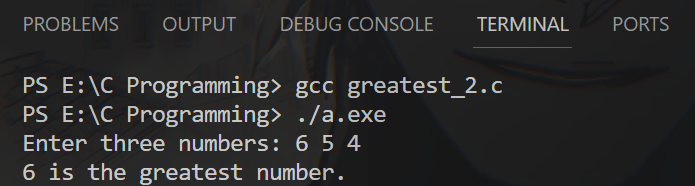 PROBLEMS OUTPUT DEBUG CONSOLE TERMINAL PORTS
PS E:\C Programming> gcc greatest_2.c
PS E:\C Programming> ./a.exe
Enter three numbers: 6 5 4
6 is the greatest number.